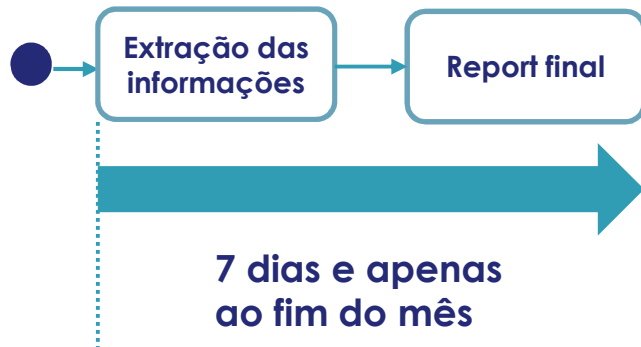 Extração das
informações
Report final
7 dias e apenas
ao fim do mês